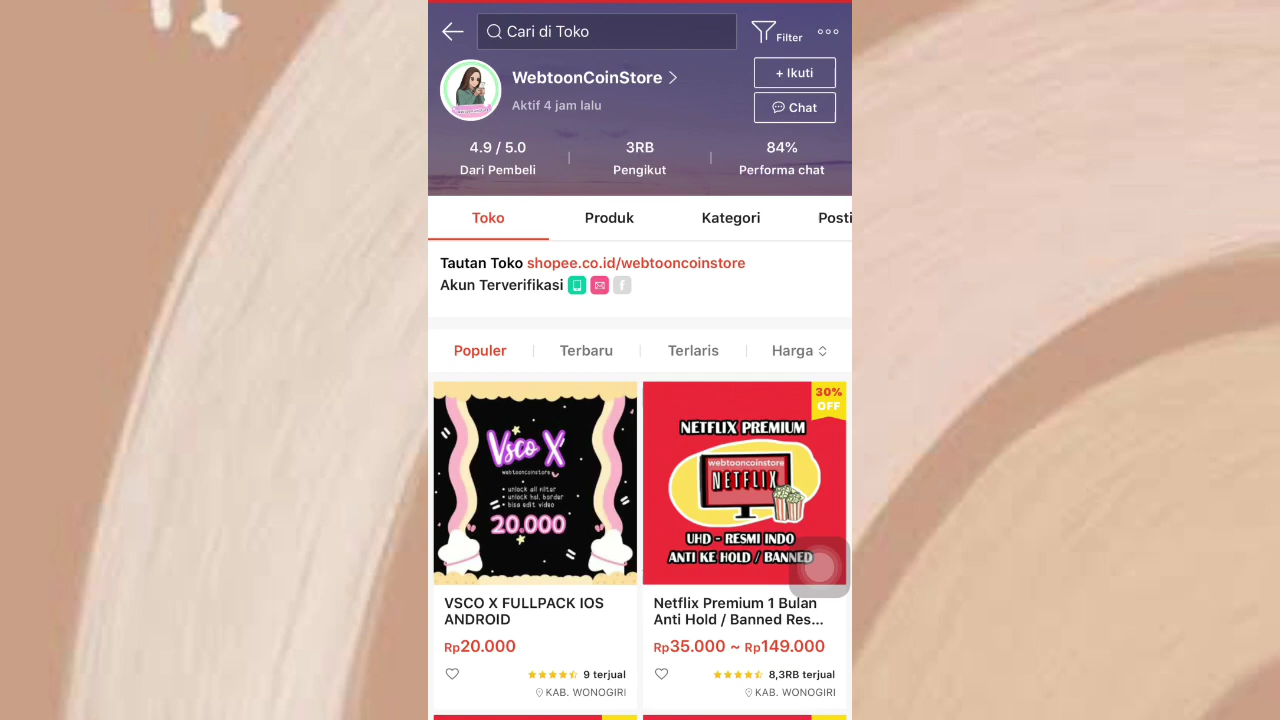 Cari di Toko
Filter
WebtoonCoinStore
+ Ikuti
Aktif 4 jam lalu
Chat
4.9 / 5.0
3RB
84%
Dari Pembeli
Pengikut
Performa chat
Toko
Produk
Kategori
Posti
Tautan Toko shopee.co.id/webtooncoinstore
Akun Terverifikasi
Populer
Terbaru
Terlaris
Harga
Vsco X
webtooncoinstore
• unlock all filter
• unlock hsl, border
• bisa edit video
20.000
30%
OFF
NETFLIX PREMIUM
webtooncoinstore
NETFLIX
UHD - RESMI INDO
ANTI KE HOLD / BANNED
VSCO X FULLPACK IOS
ANDROID
Rp20.000
9 terjual
KAB. WONOGIRI
Netflix Premium 1 Bulan
Anti Hold / Banned Res...
Rp35.000 ~ Rp149.000
8,3RB terjual
KAB. WONOGIRI